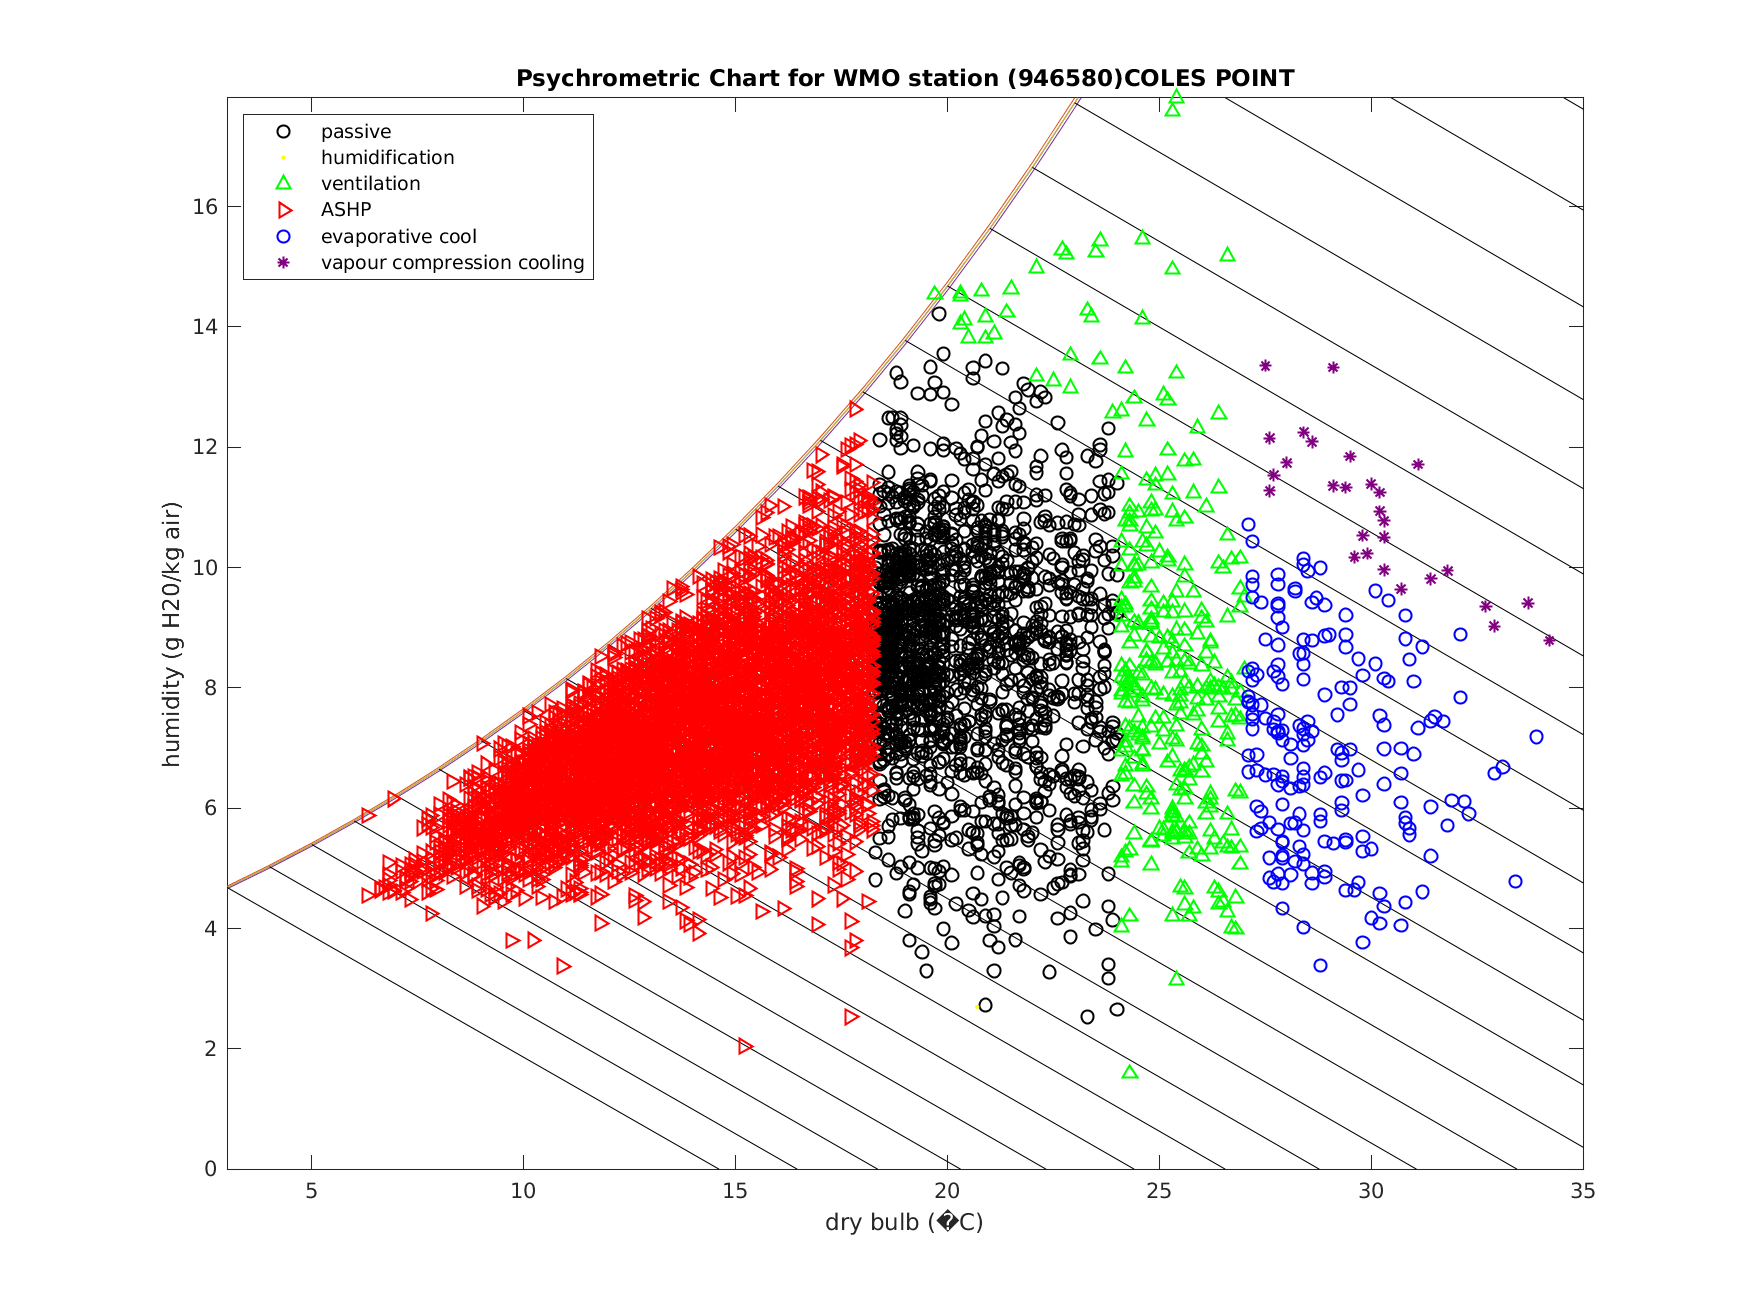 Psychrometric Chart for WMO station (946580)COLES POINT
passive
humidification
ventilation
ASHP
evaporative cool
vapour compression cooling
humidity (g H20/kg air)
16
14
12
10
8
6
4
2
0
5
10
15
20
25
30
35
dry bulb (�C)